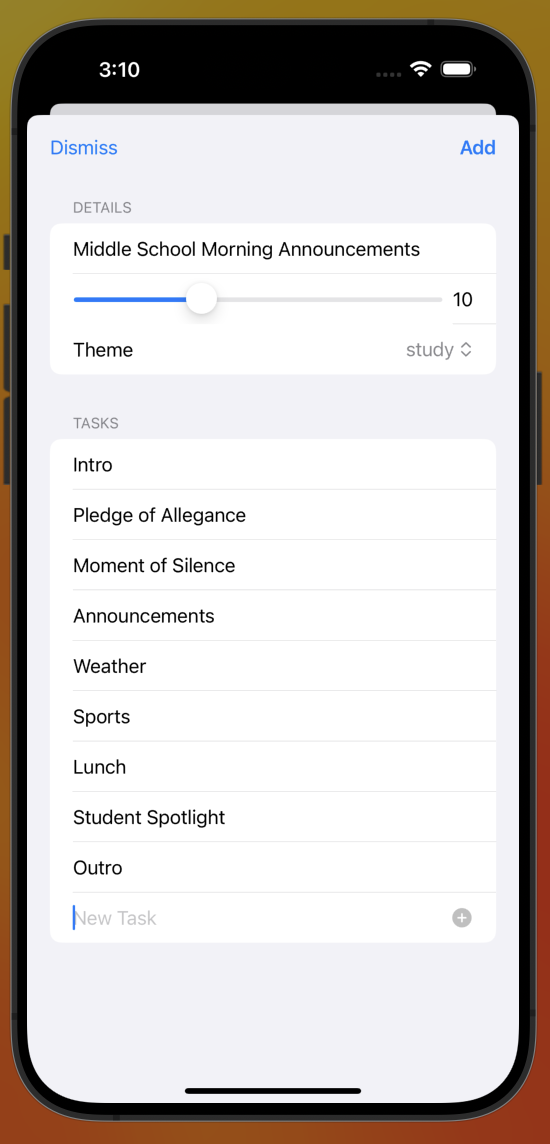 3:10
Dismiss Add
DETAILS
Middle School Morning Announcements
10
Theme study
TASKS
Intro
Pledge of Allegance
Moment of Silence
Announcements
Weather
Sports
Lunch
Student Spotlight
Outro
New Task